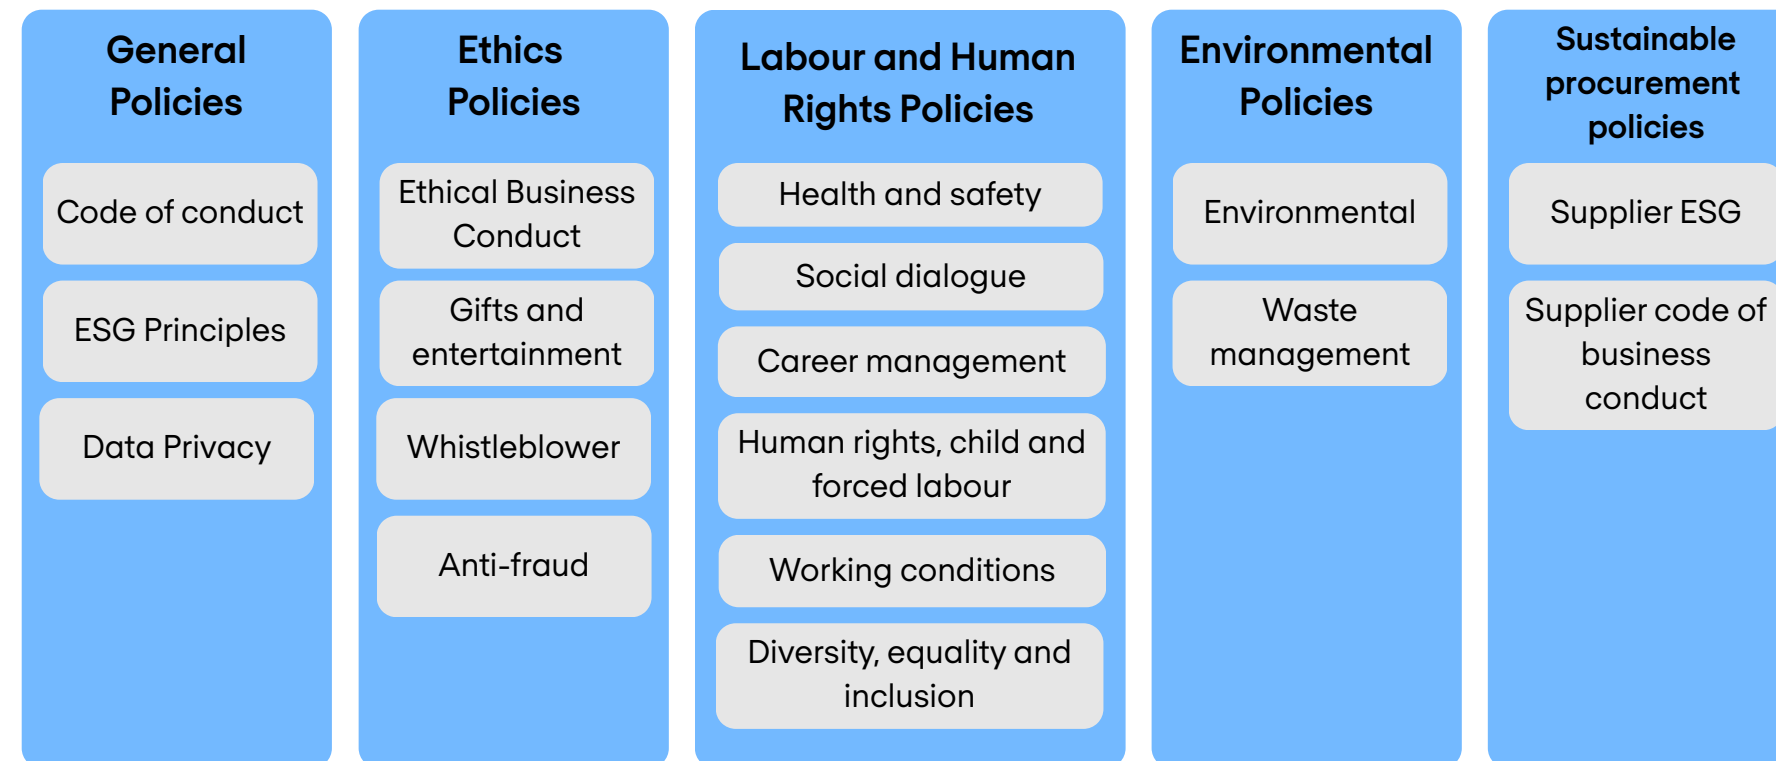 General
Policies
Code of conduct
ESG Principles
Data Privacy
Ethics
Policies
Ethical Business
Conduct
Gifts and
entertainment
Whistleblower
Anti-fraud
Labour and Human
Rights Policies
Health and safety
Social dialogue
Career management
Human rights, child and
forced labour
Working conditions
Diversity, equality and
inclusion
Environmental
Policies
Environmental
Waste
management
Sustainable
procurement
policies
Supplier ESG
Supplier code of
business
conduct